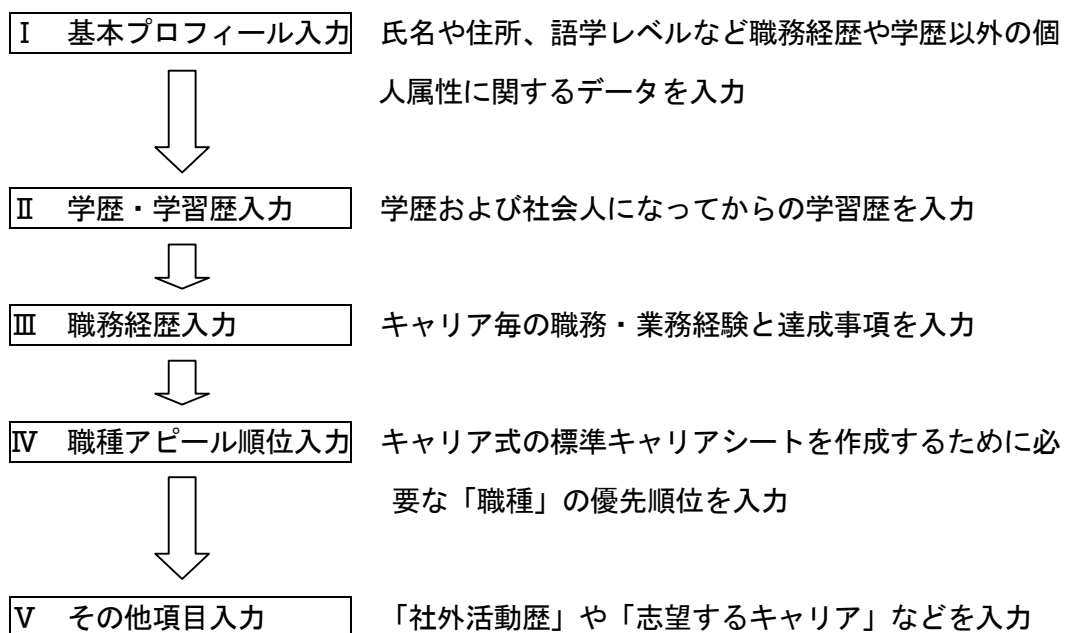 Ⅰ 基本プロフィール入力 氏名や住所、語学レベルなど職務経歴や学歴以外の個
人属性に関するデータを入力
Ⅱ 学歴・学習歴入力 学歴および社会人になってからの学習歴を入力
Ⅲ 職務経歴入力 キャリア毎の職務・業務経験と達成事項を入力
Ⅳ 職種アピール順位入力 キャリア式の標準キャリアシートを作成するために必
要な「職種」の優先順位を入力
Ⅴ その他項目入力 「社外活動歴」や「志望するキャリア」などを入力